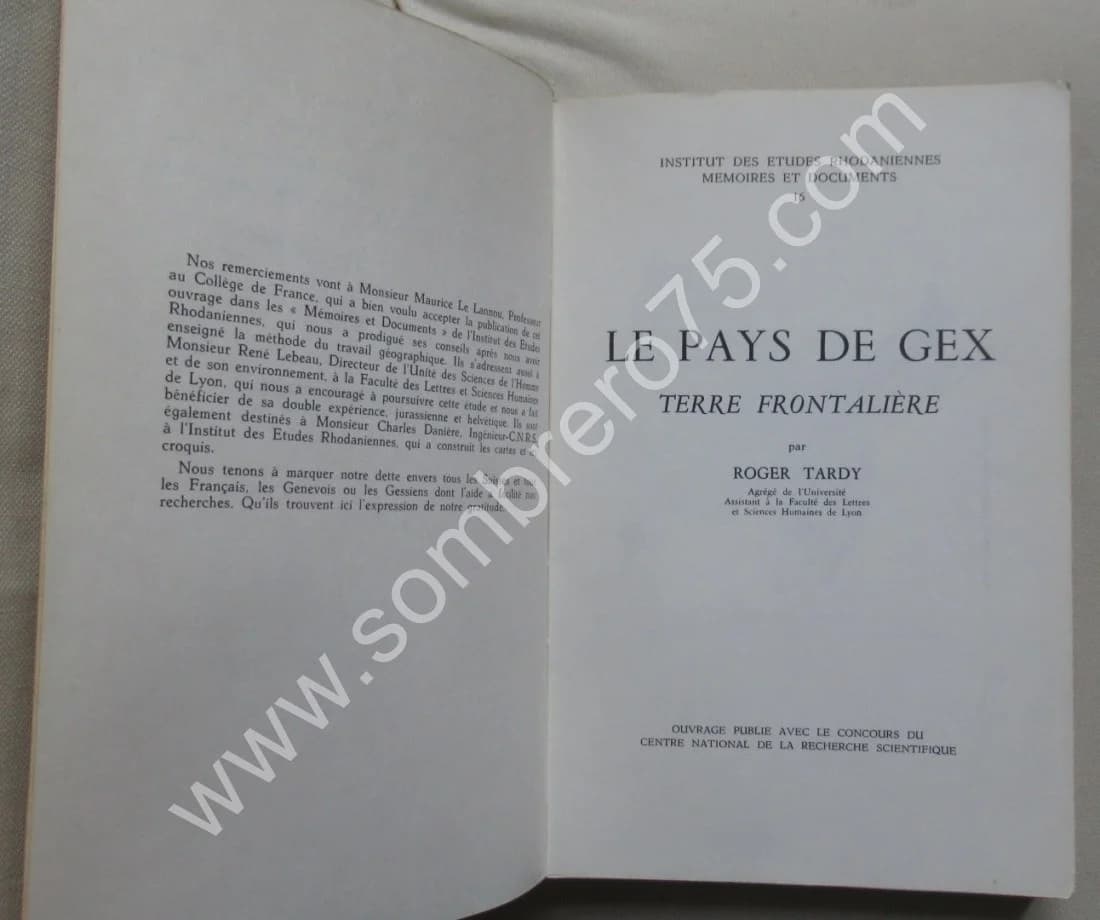 Nos remerciements vont à Monsieur Maurice Le Lannou, Professeur
au Collège de France, qui a bien voulu accepter la publication de cet
ouvrage dans les « Mémoires et Documents » de l'Institut des Etudes
Rhodaniennes, qui nous a prodigué ses conseils après nous avoir
enseigné la méthode du travail géographique. Ils s'adressent aussi à
Monsieur René Lebeau, Directeur de l'Unité des Sciences de l'Homme
et de son environnement, à la Faculté des Lettres et Sciences Humaines
de Lyon, qui nous a encouragé à poursuivre cette étude et nous a fait
bénéficier de sa double expérience, jurassienne et helvétique. Ils sont
également destinés à Monsieur Charles Danière, Ingénieur-C.N.R.S.
à l'Institut des Etudes Rhodaniennes, qui a construit les cartes et
croquis.
Nous tenons à marquer notre dette envers tous les Suisses et tous
les Français, les Genevois ou les Gessiens dont l'aide a facilité nos
recherches. Qu'ils trouvent ici l'expression de notre gratitude.
INSTITUT DES ETUDES RHODANIENNES
MEMOIRES ET DOCUMENTS
16
LE PAYS DE GEX
TERRE FRONTALIÈRE
par
ROGER TARDY
Agrégé de l'Université
Assistant à la Faculté des Lettres
et Sciences Humaines de Lyon
OUVRAGE PUBLIE AVEC LE CONCOURS DU
CENTRE NATIONAL DE LA RECHERCHE SCIENTIFIQUE
www.sombrero75.com